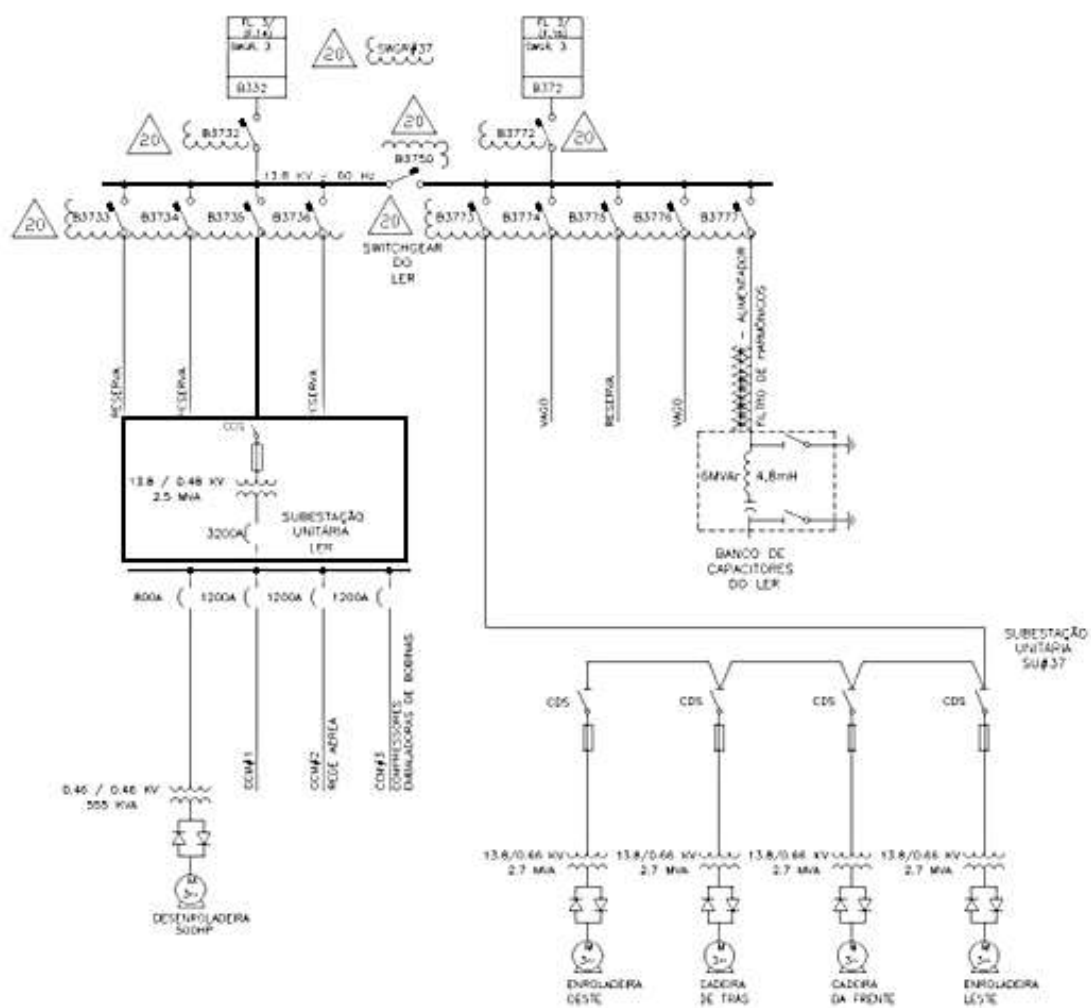 SWGR 3
B332
20
SWGR#37
SWGR 3
B372
20
B3732
20
B3750
B3772
20
13.8 KV - 60 Hz
20
B3733
B3734
B3735
B3736
20
SWITCHGEAR
DO
LER
B3773
B3774
B3775
B3776
B3777
RESERVA
RESERVA
RESERVA
VAGO
RESERVA
VAGO
- ALIMENTADOR
FILTRO DE HARMÔNICOS
CDS
13.8 / 0.48 KV
2.5 MVA
3200A
SUBESTAÇÃO
UNITÁRIA
LER
6MVAr
4,8mH
BANCO DE
CAPACITORES
DO LER
800A
1200A
1200A
1200A
CCM#1
CCM#2
REDE AÉREA
CCM#3
COMPRESSORES
EMBALADORAS DE BOBINAS
SUBESTAÇÃO
UNITÁRIA
SU#37
CDS
CDS
CDS
CDS
0.46 / 0.46 KV
555 KVA
M
3~
DESENROLADEIRA
500HP
13.8/0.66 KV
2.7 MVA
13.8/0.66 KV
2.7 MVA
13.8/0.66 KV
2.7 MVA
13.8/0.66 KV
2.7 MVA
M
3~
M
3~
M
3~
M
3~
ENROLADEIRA
OESTE
CADEIRA
DE TRÁS
CADEIRA
DA FRENTE
ENROLADEIRA
LESTE